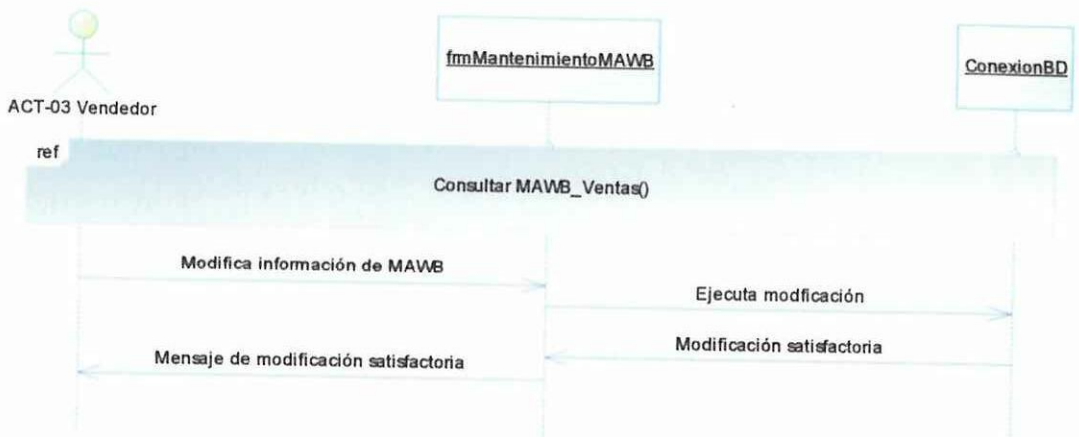 frmMantenimientoMAWB
ConexionBD
ACT-03 Vendedor
ref
Consultar MAWB_Ventas()
Modifica información de MAWB
Ejecuta modficación
Modificación satisfactoria
Mensaje de modificación satisfactoria